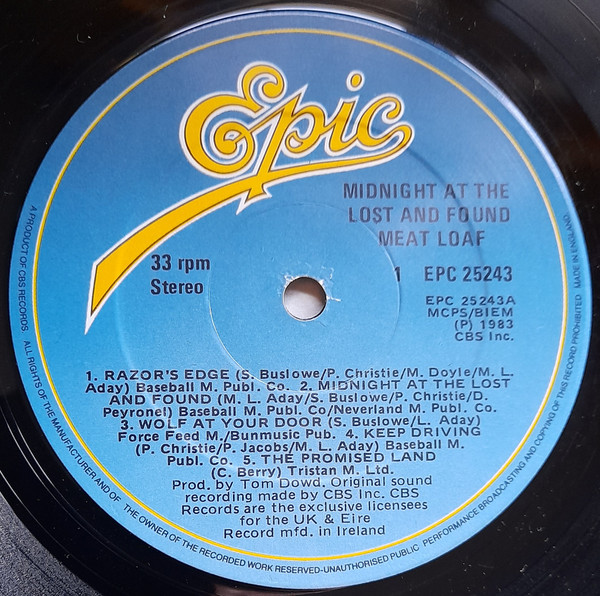 Epic
MIDNIGHT AT THE
LOST AND FOUND
MEAT LOAF
33 rpm
Stereo
1 EPC 25243
EPC 25243A
MCPS/BIEM
(P) 1983
CBS Inc.
1. RAZOR'S EDGE (S. Buslowe/P. Christie/M. Doyle/M. L.
Aday) Baseball M. Publ. Co. 2. MIDNIGHT AT THE LOST
AND FOUND (M. L. Aday/S. Buslowe/P. Christie/D.
Peyronel) Baseball M. Publ. Co/Neverland M. Publ. Co.
3. WOLF AT YOUR DOOR (S. Buslowe/L. Aday)
Force Feed M./Bunmusic Pub. 4. KEEP DRIVING
(P. Christie/P. Jacobs/M. L. Aday) Baseball M.
Publ. Co. 5. THE PROMISED LAND
(C. Berry) Tristan M. Ltd.
Prod. by Tom Dowd. Original sound
recording made by CBS Inc. CBS
Records are the exclusive licensees
for the UK & Eire
Record mfd. in Ireland
A PRODUCT OF CBS RECORDS ALL RIGHTS OF THE MANUFACTURER AND OF THE OWNER OF THE RECORDED WORK RESERVED-UNAUTHORISED PUBLIC PERFORMANCE BROADCASTING AND COPYING OF THIS RECORD PROHIBITED MADE IN ENGLAND